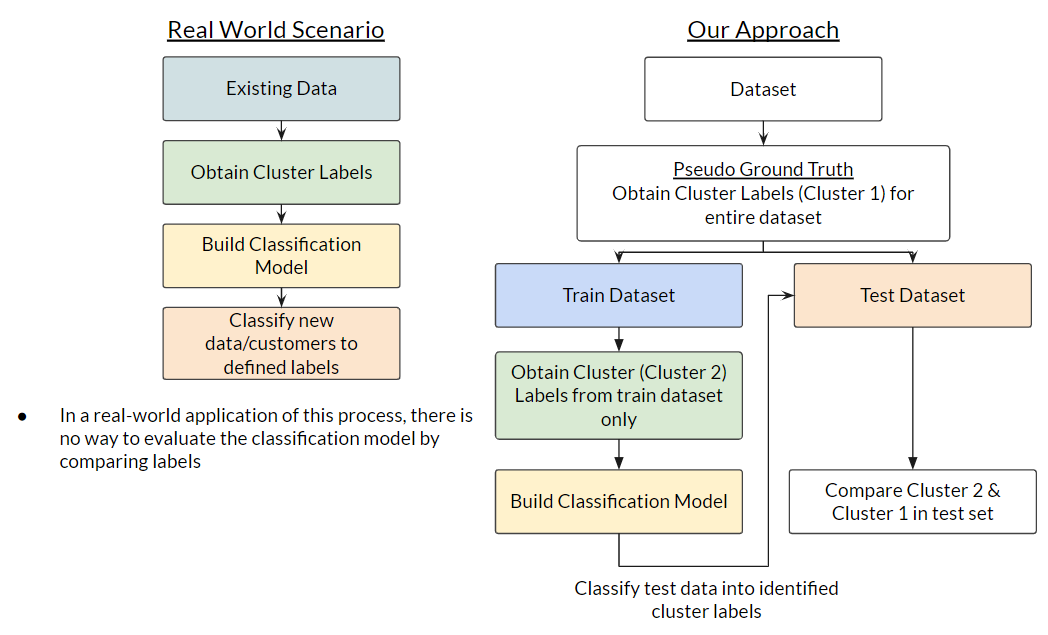 Real World Scenario
Existing Data
Obtain Cluster Labels
Build Classification
Model
Classify new
data/customers to
defined labels
● In a real-world application of this process, there is
no way to evaluate the classification model by
comparing labels
Our Approach
Dataset
Pseudo Ground Truth
Obtain Cluster Labels (Cluster 1) for
entire dataset
Train Dataset
Test Dataset
Obtain Cluster (Cluster 2)
Labels from train dataset
only
Build Classification Model
Compare Cluster 2 &
Cluster 1 in test set
Classify test data into identified
cluster labels